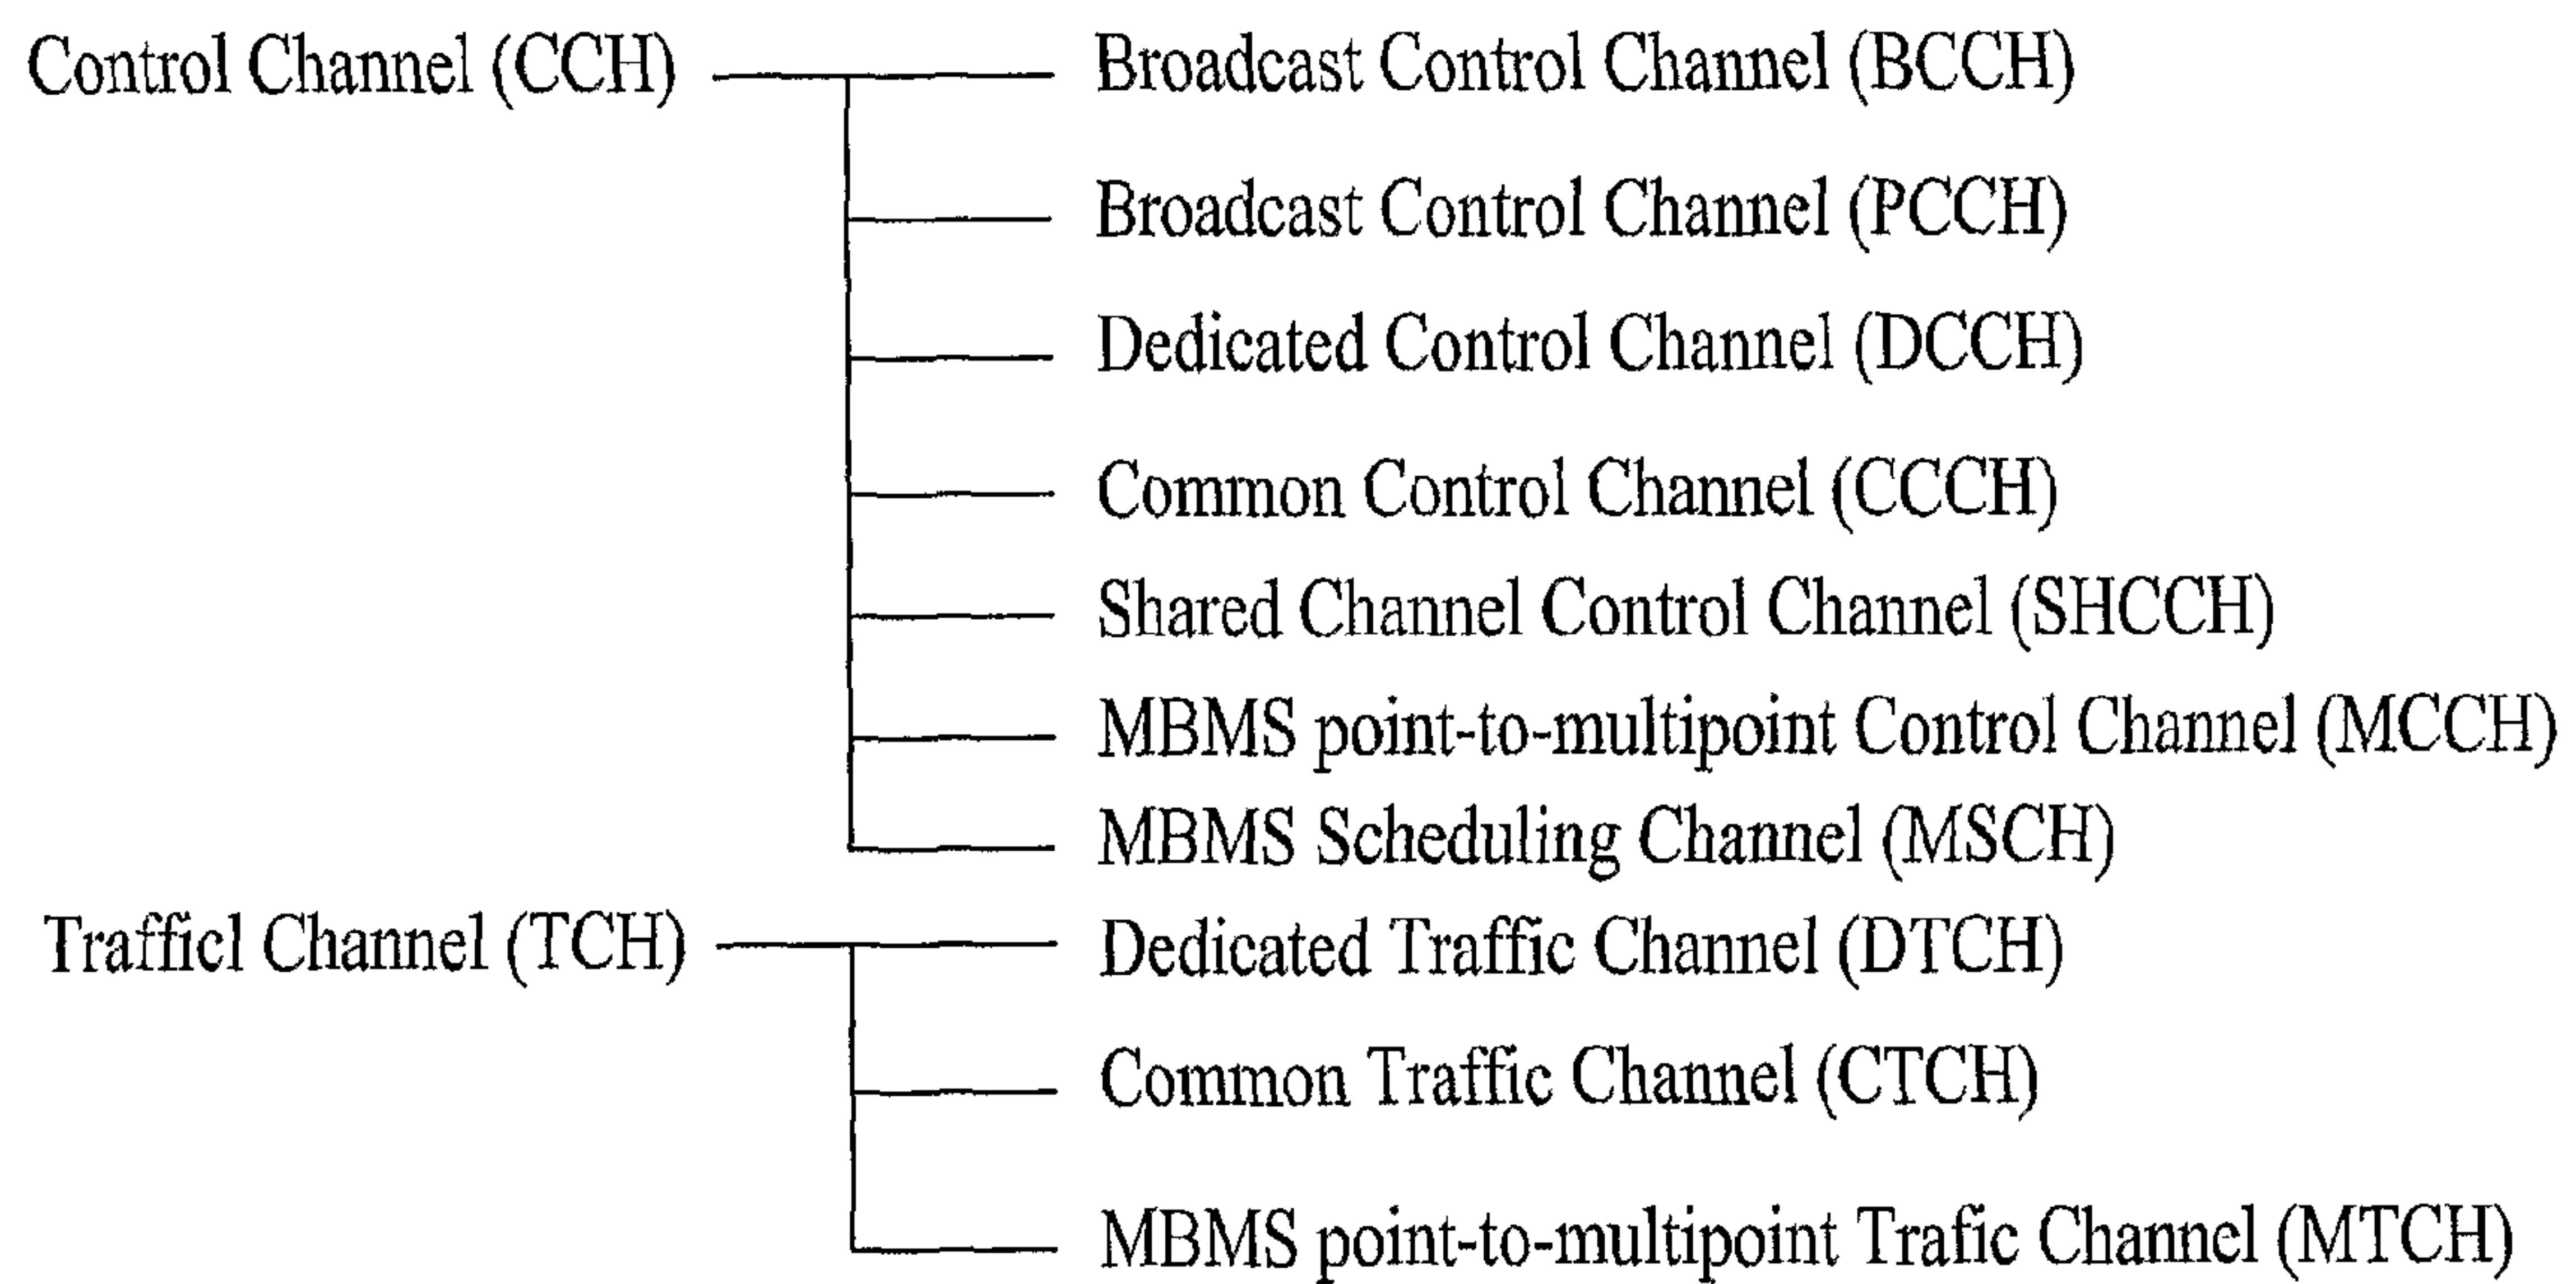 Control Channel (CCH)
Broadcast Control Channel (BCCH)
Broadcast Control Channel (PCCH)
Dedicated Control Channel (DCCH)
Common Control Channel (CCCH)
Shared Channel Control Channel (SHCCH)
MBMS point-to-multipoint Control Channel (MCCH)
MBMS Scheduling Channel (MSCH)
Trafficl Channel (TCH)
Dedicated Traffic Channel (DTCH)
Common Traffic Channel (CTCH)
MBMS point-to-multipoint Trafic Channel (MTCH)